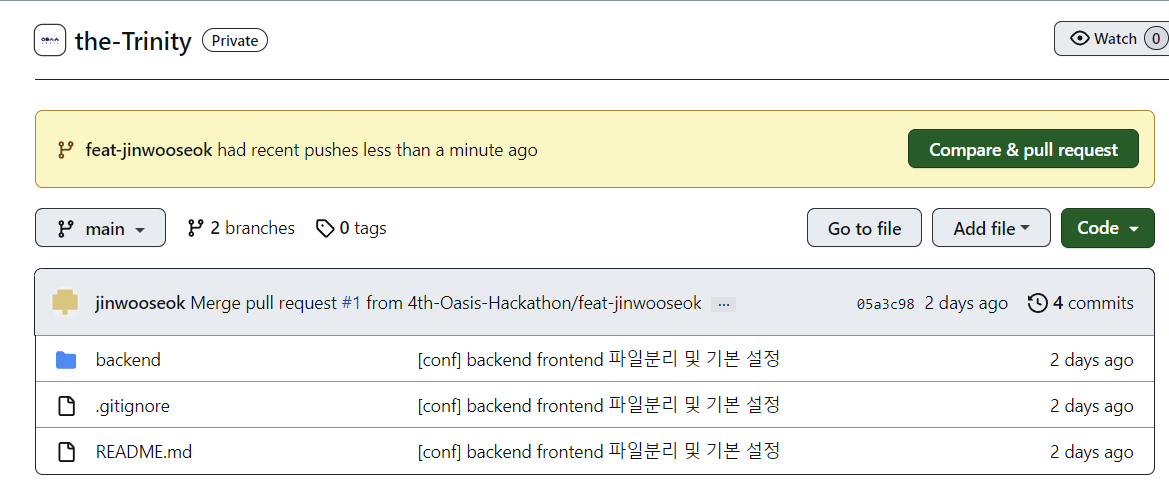 the-Trinity Private Watch 0
feat-jinwooseok had recent pushes less than a minute ago Compare & pull request
main 2 branches 0 tags Go to file Add file Code
jinwooseok Merge pull request #1 from 4th-Oasis-Hackathon/feat-jinwooseok ... 05a3c98 2 days ago 4 commits
backend [conf] backend frontend 파일분리 및 기본 설정 2 days ago
.gitignore [conf] backend frontend 파일분리 및 기본 설정 2 days ago
README.md [conf] backend frontend 파일분리 및 기본 설정 2 days ago